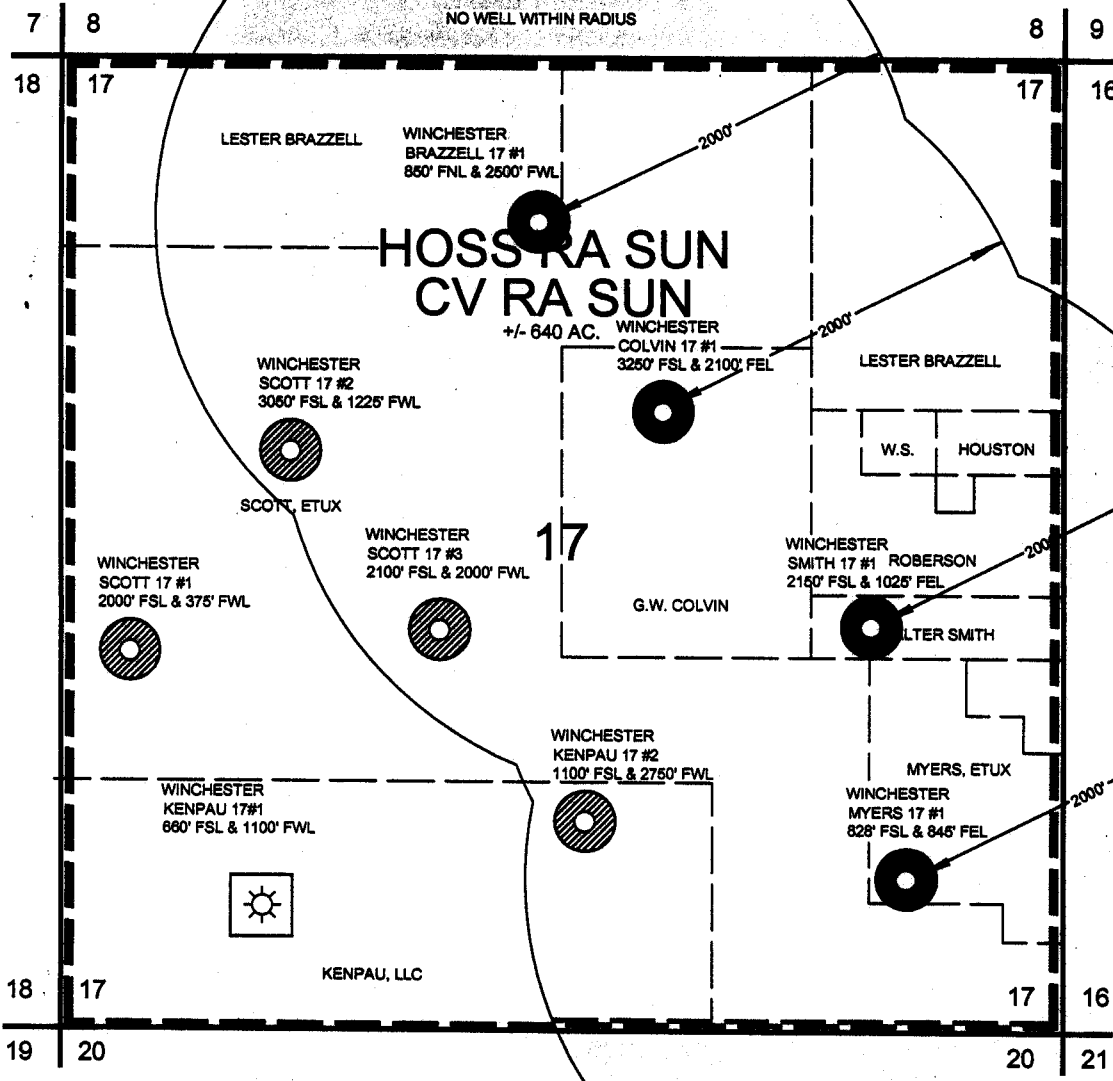 NO WELL WITHIN RADIUS
7 8
8 9
18 17
17 16
LESTER BRAZZELL
WINCHESTER
BRAZZELL 17 #1
850' FNL & 2500' FWL
2000'
HOSS RA SUN
CV RA SUN
+/- 640 AC.
WINCHESTER
COLVIN 17 #1
3250' FSL & 2100' FEL
2000'
LESTER BRAZZELL
WINCHESTER
SCOTT 17 #2
3050' FSL & 1225' FWL
W.S. HOUSTON
SCOTT, ETUX
WINCHESTER
SCOTT 17 #3
2100' FSL & 2000' FWL
17
WINCHESTER
SMITH 17 #1
2150' FSL & 1025' FEL
ROBERSON
200
WINCHESTER
SCOTT 17 #1
2000' FSL & 375' FWL
G.W. COLVIN
LTER SMITH
WINCHESTER
KENPAU 17 #2
1100' FSL & 2750' FWL
MYERS, ETUX
WINCHESTER
KENPAU 17#1
660' FSL & 1100' FWL
WINCHESTER
MYERS 17 #1
828' FSL & 845' FEL
2000'
KENPAU, LLC
18 17
17 16
19 20
20 21